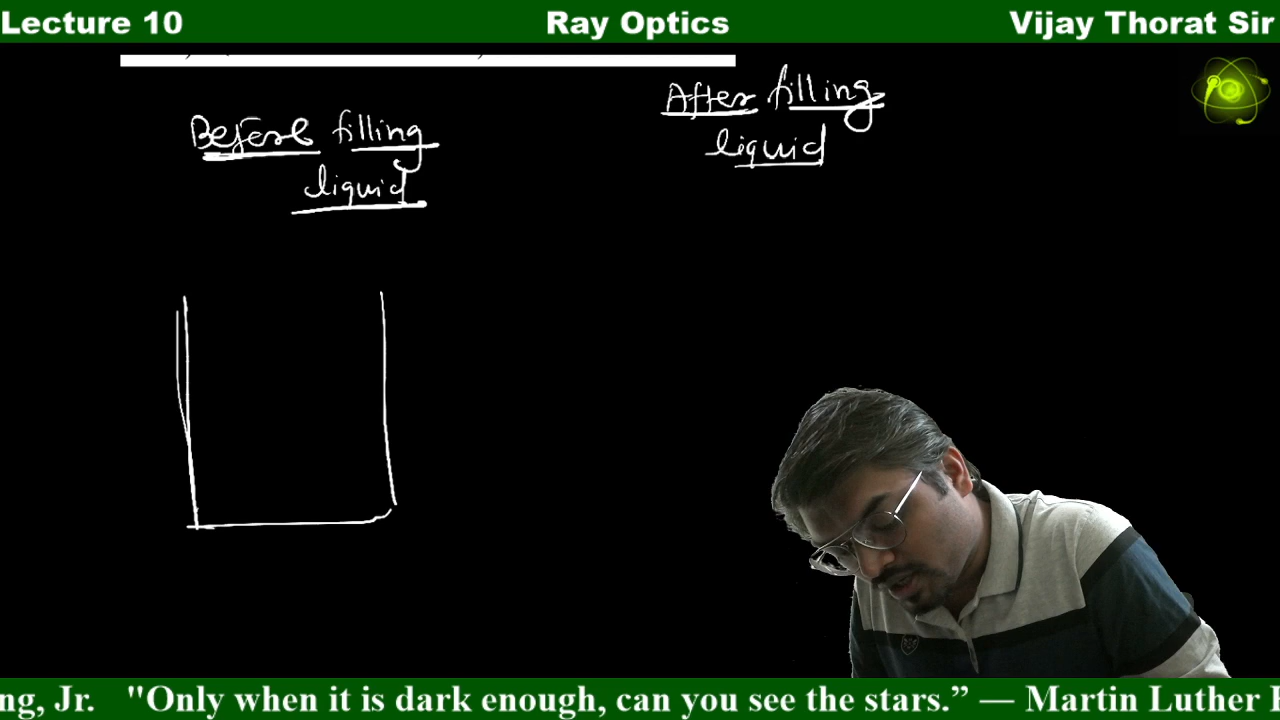 Lecture 10 Ray Optics Vijay Thorat Sir
Before filling
liquid
After filling
liquid
ng, Jr. "Only when it is dark enough, can you see the stars.” — Martin Luther